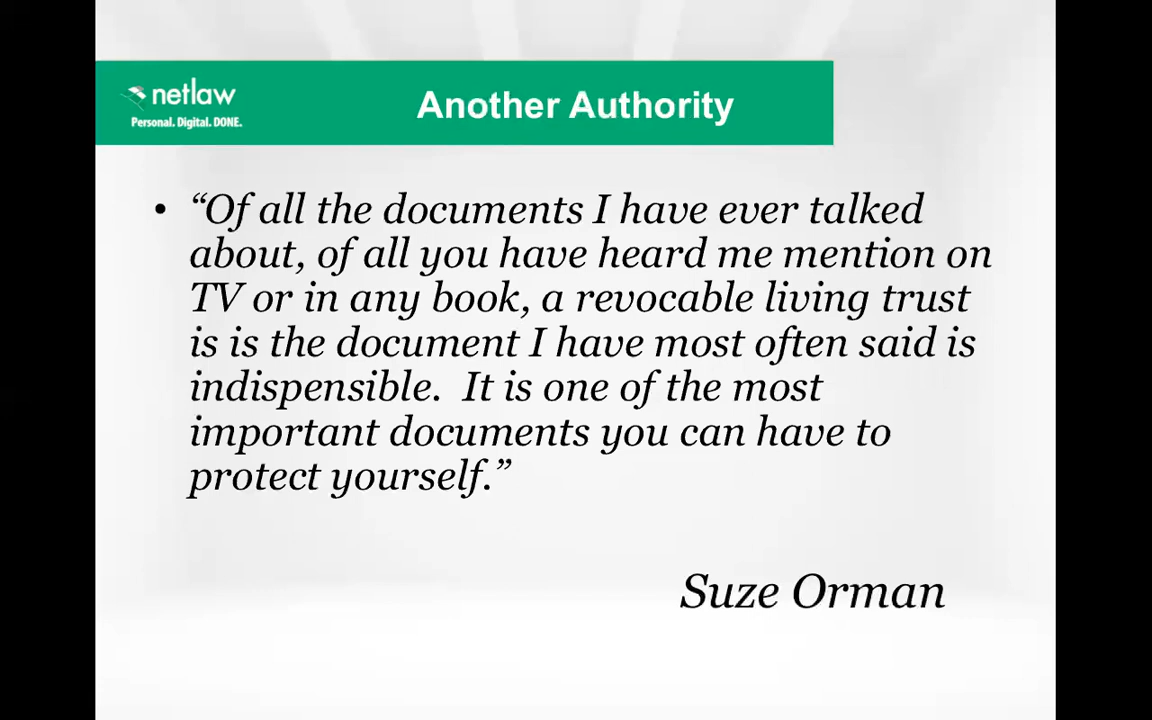 netlaw
Personal. Digital. DONE.
Another Authority
• “Of all the documents I have ever talked
about, of all you have heard me mention on
TV or in any book, a revocable living trust
is is the document I have most often said is
indispensible.  It is one of the most
important documents you can have to
protect yourself.”
Suze Orman